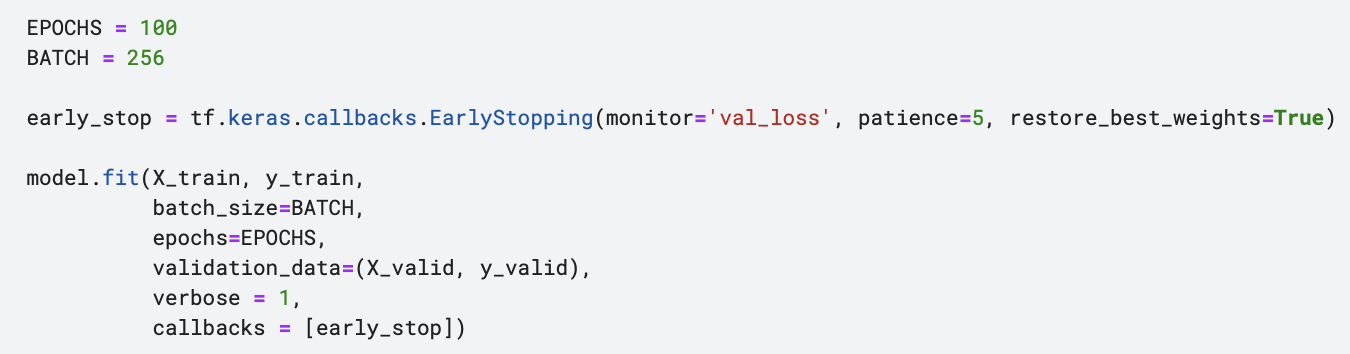 EPOCHS = 100
BATCH = 256
early_stop = tf.keras.callbacks.EarlyStopping(monitor='val_loss', patience=5, restore_best_weights=True)
model.fit(X_train, y_train,
batch_size=BATCH,
epochs=EPOCHS,
validation_data=(X_valid, y_valid),
verbose = 1,
callbacks = [early_stop])